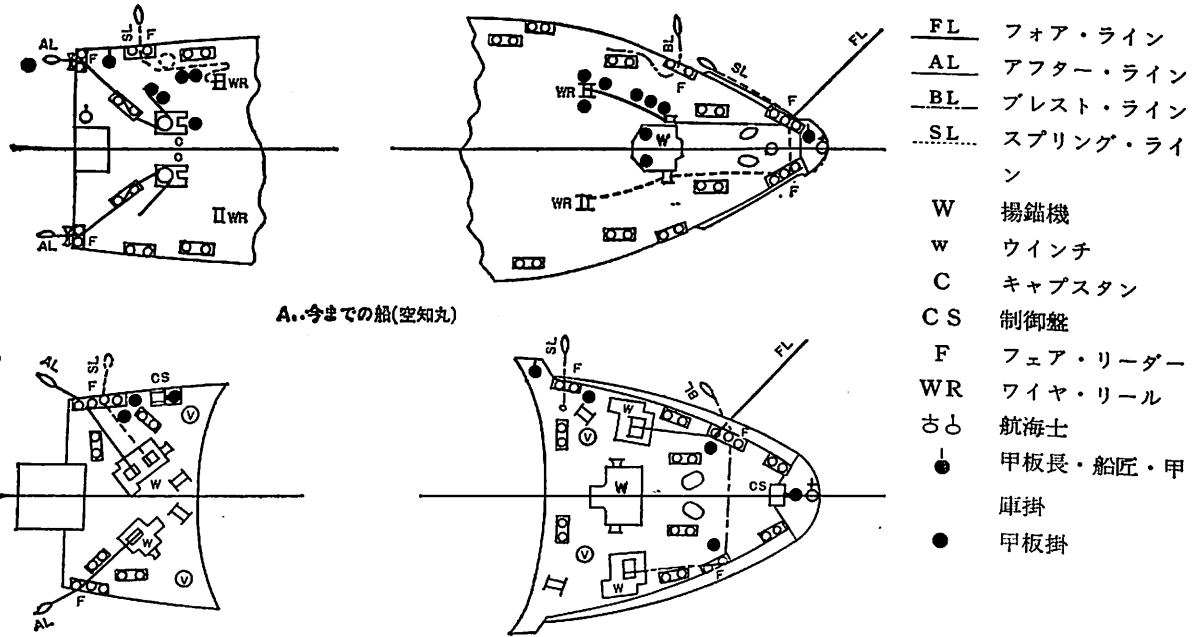 AL
SL
F
F
WR
C
C
WR
F
AL
BL
SL
FL
F
F
WR
W
WR
F
A‥今までの船(空知丸)
AL
SL
F
CS
V
W
W
V
F
AL
SL
F
BL
FL
W
F
V
W
CS
V
W
F
FL フォア・ライン
AL アフター・ライン
BL ブレスト・ライン
SL スプリング・ライ
ン
W 揚錨機
w ウインチ
C キャプスタン
CS 制御盤
F フェア・リーダー
WR ワイヤ・リール
航海士
甲板長・船匠・甲
庫掛
甲板掛